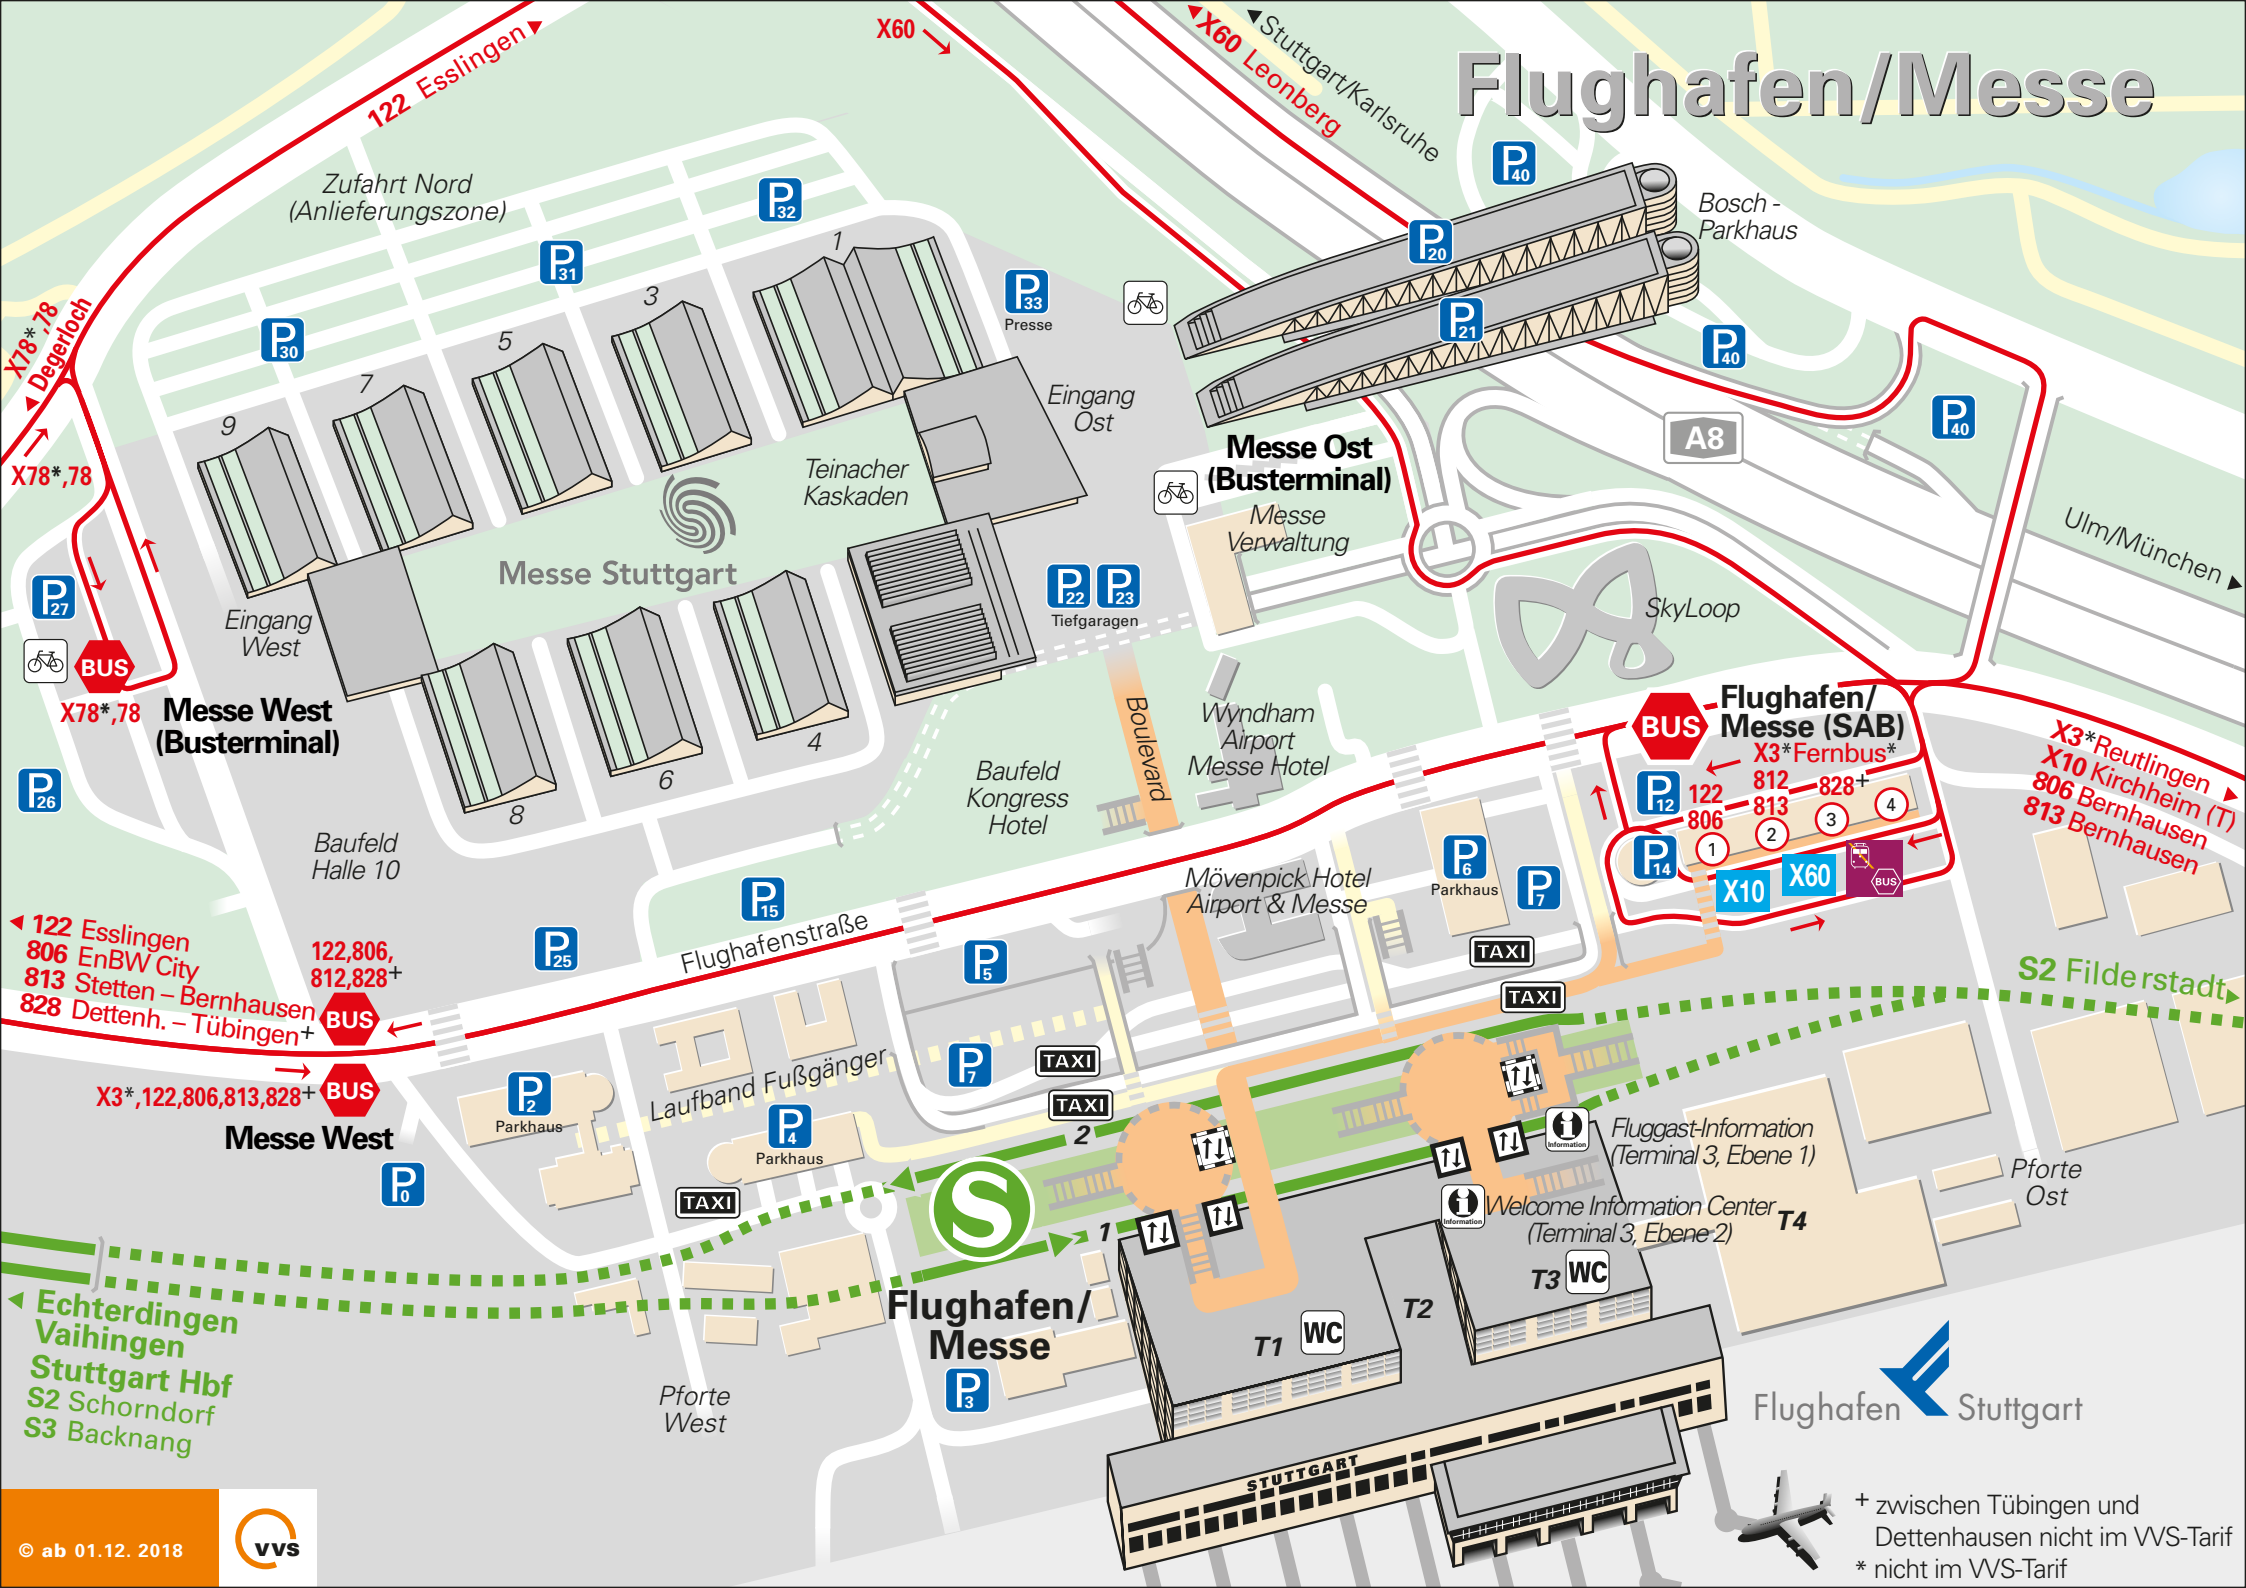 Flughafen/Messe
122 Esslingen
X60
X60 Leonberg
Stuttgart/Karlsruhe
Zufahrt Nord
(Anlieferungszone)
P32
P31
P30
P33
Presse
P40
P20
P21
Bosch -
Parkhaus
P40
P40
A8
Ulm/München
X78*,78
Degerloch
X78*,78
1
3
5
7
9
Eingang
Ost
Teinacher
Kaskaden
Messe Stuttgart
Messe Ost
(Busterminal)
Messe
Verwaltung
SkyLoop
P22
P23
Tiefgaragen
P27
BUS
X78*,78
Messe West
(Busterminal)
Eingang
West
P26
8
6
4
Baufeld
Halle 10
Baufeld
Kongress
Hotel
Boulevard
Wyndham
Airport
Messe Hotel
BUS
Flughafen/
Messe (SAB)
X3*Fernbus*
812
813
828+
122
806
1
2
3
4
P12
P14
X10
X60
BUS
X3*Reutlingen
X10 Kirchheim (T)
806 Bernhausen
813 Bernhausen
Mövenpick Hotel
Airport & Messe
P6
Parkhaus
P7
P15
P25
Flughafenstraße
P5
TAXI
TAXI
S2 Filderstadt
122 Esslingen
806 EnBW City
813 Stetten – Bernhausen
828 Dettenh. – Tübingen+
122,806,
812,828+
BUS
X3*,122,806,813,828+
BUS
Messe West
P0
P2
Parkhaus
Laufband Fußgänger
P4
Parkhaus
P7
TAXI
TAXI
TAXI
2
1
S
Flughafen/
Messe
P3
Information
Fluggast-Information
(Terminal 3, Ebene 1)
Information
Welcome Information Center
(Terminal 3, Ebene 2)
T4
T3
WC
T2
T1
WC
STUTTGART
Pforte
Ost
Pforte
West
Echterdingen
Vaihingen
Stuttgart Hbf
S2 Schorndorf
S3 Backnang
Flughafen Stuttgart
© ab 01.12. 2018
VVS
+ zwischen Tübingen und
Dettenhausen nicht im VVS-Tarif
* nicht im VVS-Tarif